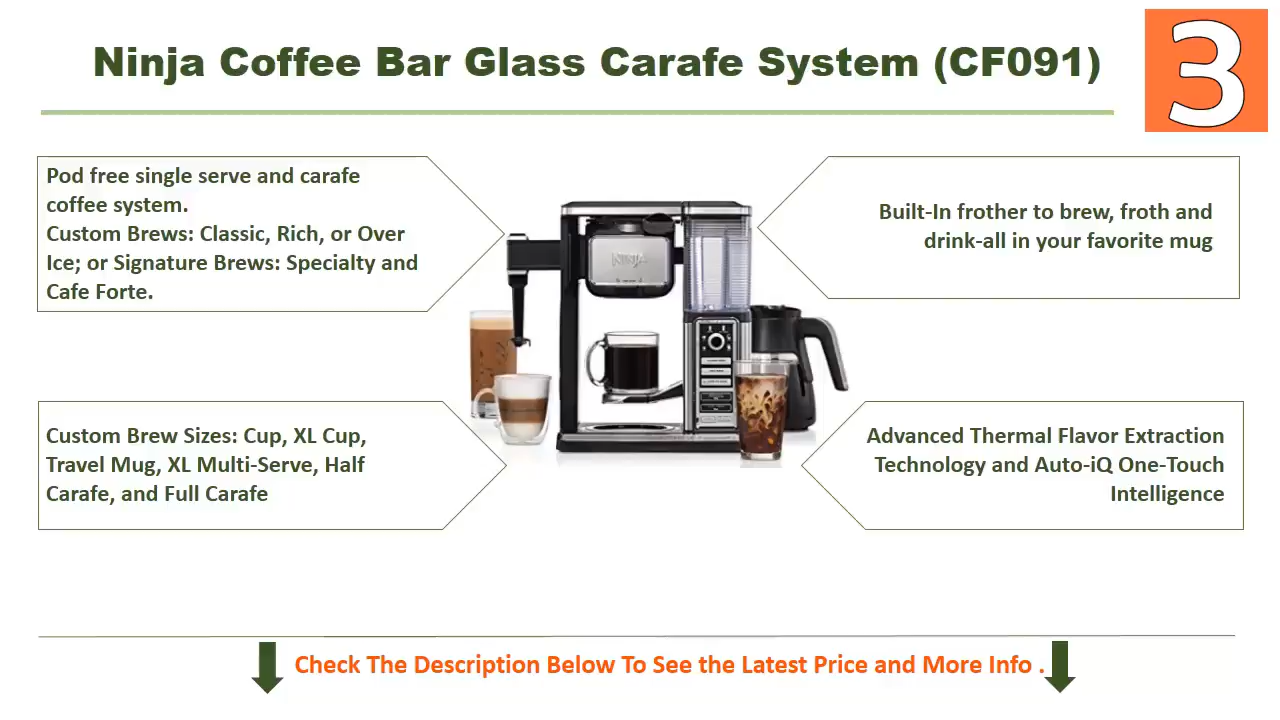 Ninja Coffee Bar Glass Carafe System (CF091)
3
Pod free single serve and carafe
coffee system.
Custom Brews: Classic, Rich, or Over
Ice; or Signature Brews: Specialty and
Cafe Forte.
Built-In frother to brew, froth and
drink-all in your favorite mug
NINJA
Custom Brew Sizes: Cup, XL Cup,
Travel Mug, XL Multi-Serve, Half
Carafe, and Full Carafe
Advanced Thermal Flavor Extraction
Technology and Auto-iQ One-Touch
Intelligence
Check The Description Below To See the Latest Price and More Info .